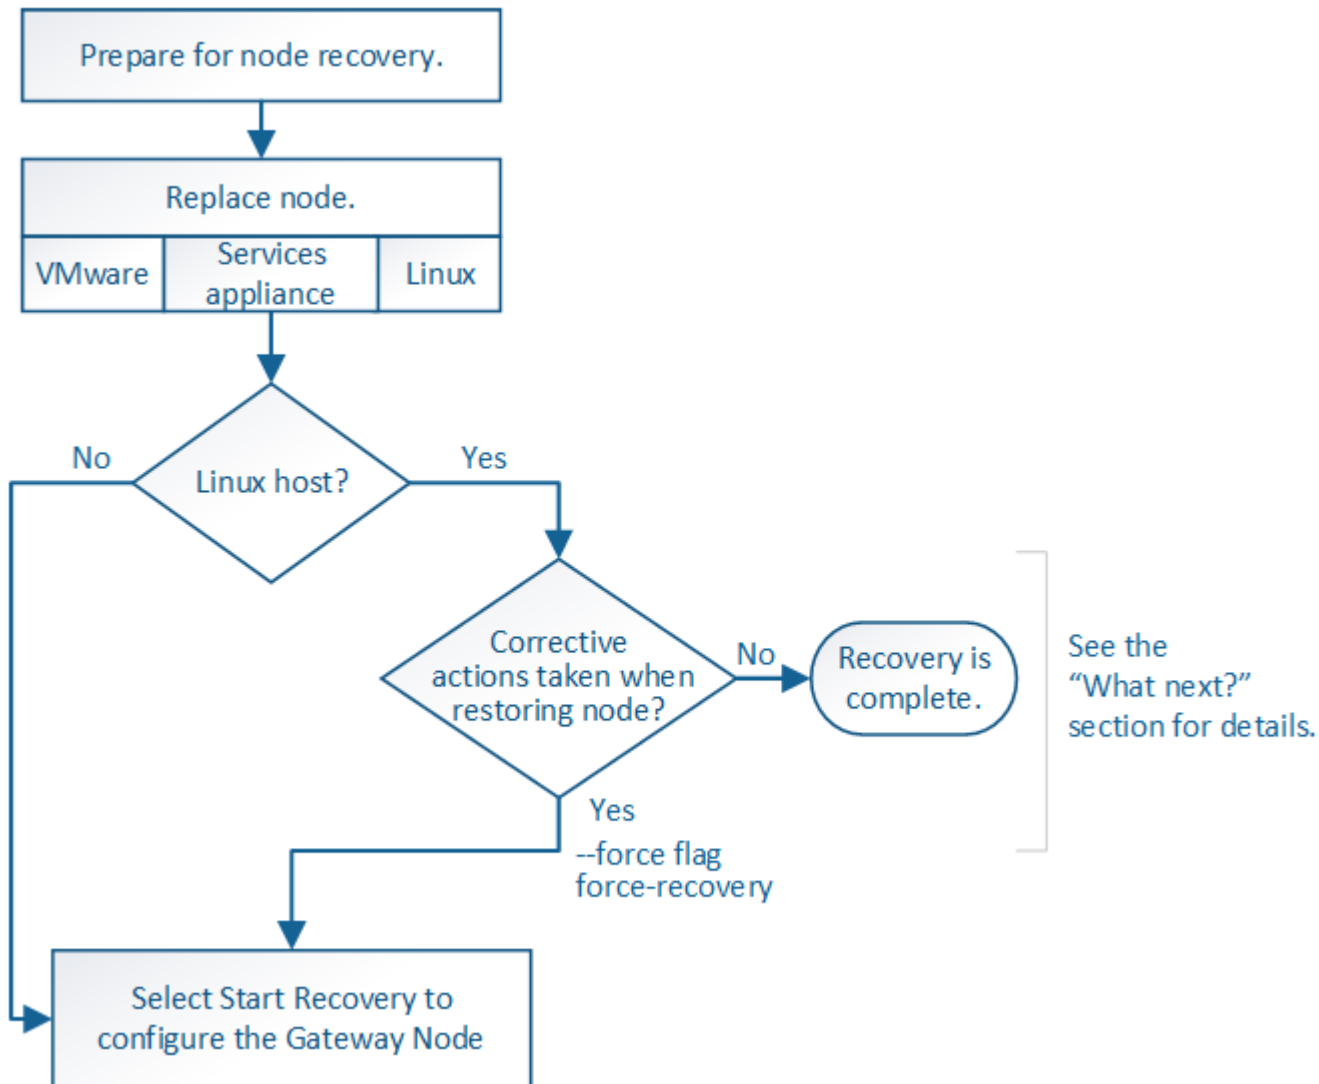 Prepare for node recovery.
Replace node.
VMware
Services
appliance
Linux
No
Yes
Linux host?
Corrective
actions taken when
restoring node?
No
Recovery is
complete.
See the
“What next?”
section for details.
Yes
--force flag
force-recovery
Select Start Recovery to
configure the Gateway Node